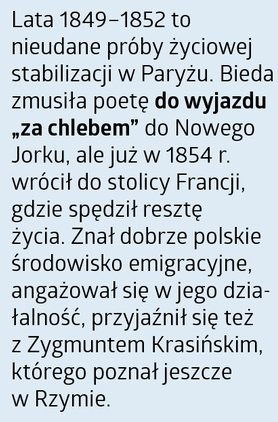 Lata 1849–1852 to
nieudane próby życiowej
stabilizacji w Paryżu. Bieda
zmusiła poetę do wyjazdu
„za chlebem” do Nowego
Jorku, ale już w 1854 r.
wrócił do stolicy Francji,
gdzie spędził resztę
życia. Znał dobrze polskie
środowisko emigracyjne,
angażował się w jego dzia-
łalność, przyjaźnił się też
z Zygmuntem Krasińskim,
którego poznał jeszcze
w Rzymie.